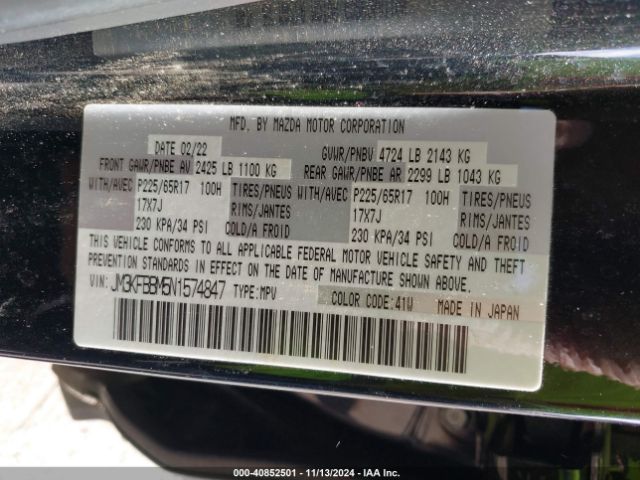 MFD. BY MAZDA MOTOR CORPORATION
DATE 02/22 GVWR/PNBV 4724 LB 2143 KG
FRONT GAWR/PNBE AV 2425 LB 1100 KG REAR GAWR/PNBE AR 2299 LB 1043 KG
WITH/AVEC P225/65R17 100H TIRES/PNEUS WITH/AVEC P225/65R17 100H TIRES/PNEUS
17X7J RIMS/JANTES 17X7J RIMS/JANTES
230 KPA/34 PSI COLD/A FROID 230 KPA/34 PSI COLD/A FROID
THIS VEHICLE CONFORMS TO ALL APPLICABLE FEDERAL MOTOR VEHICLE SAFETY AND THEFT
PREVENTION STANDARDS IN EFFECT ON THE DATE OF MANUFACTURE SHOWN ABOVE.
VIN: JM3KFBBM5N1574847 TYPE:MPV COLOR CODE:41W MADE IN JAPAN
000-40852501 - 11/13/2024 - IAA Inc.